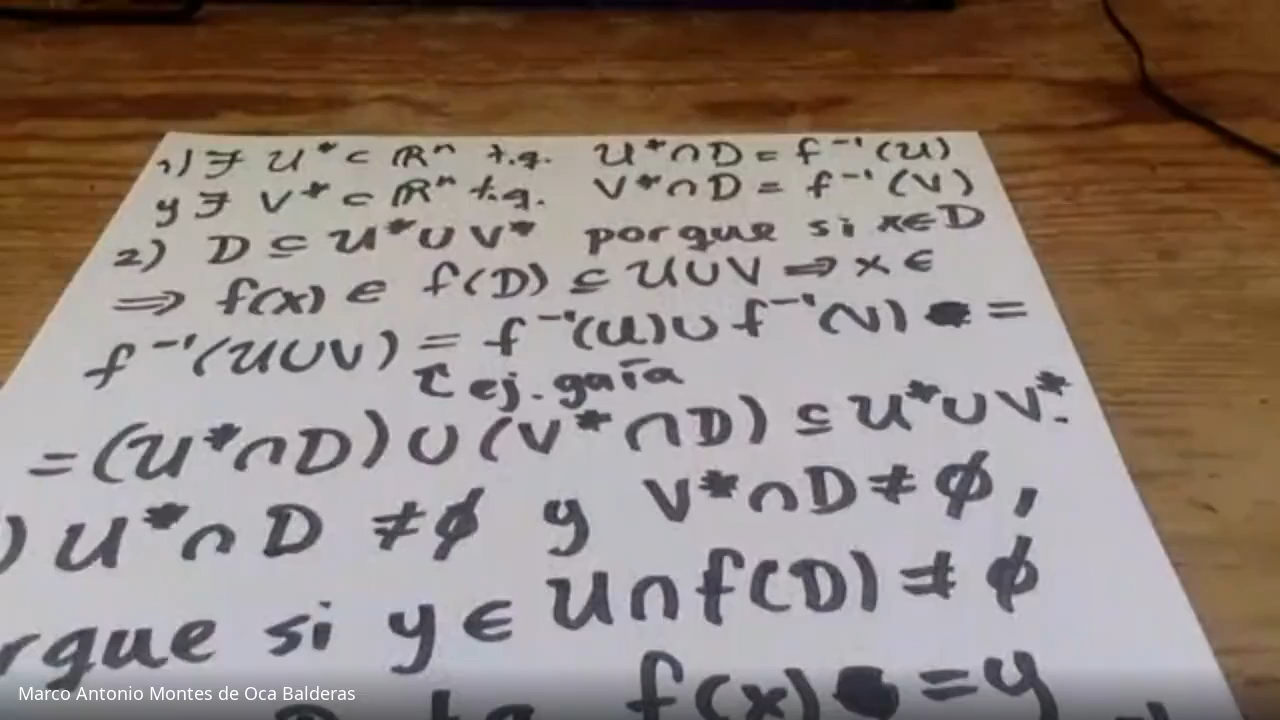 1) ∃ U* ⊂ ℝⁿ t.q. U*∩D = f⁻¹(U)
y ∃ V* ⊂ ℝⁿ t.q. V*∩D = f⁻¹(V)
2) D ⊆ U*∪V* porque si x∈D
⟹ f(x) ∈ f(D) ⊆ U∪V ⟹ x ∈
f⁻¹(U∪V) = f⁻¹(U)∪f⁻¹(V) =
↑ ej. guía
= (U*∩D)∪(V*∩D) ⊆ U*∪V*.
) U*∩D ≠ ∅ y V*∩D ≠ ∅,
rque si y ∈ U∩f(D) ≠ ∅
f(x) = y
Marco Antonio Montes de Oca Balderas